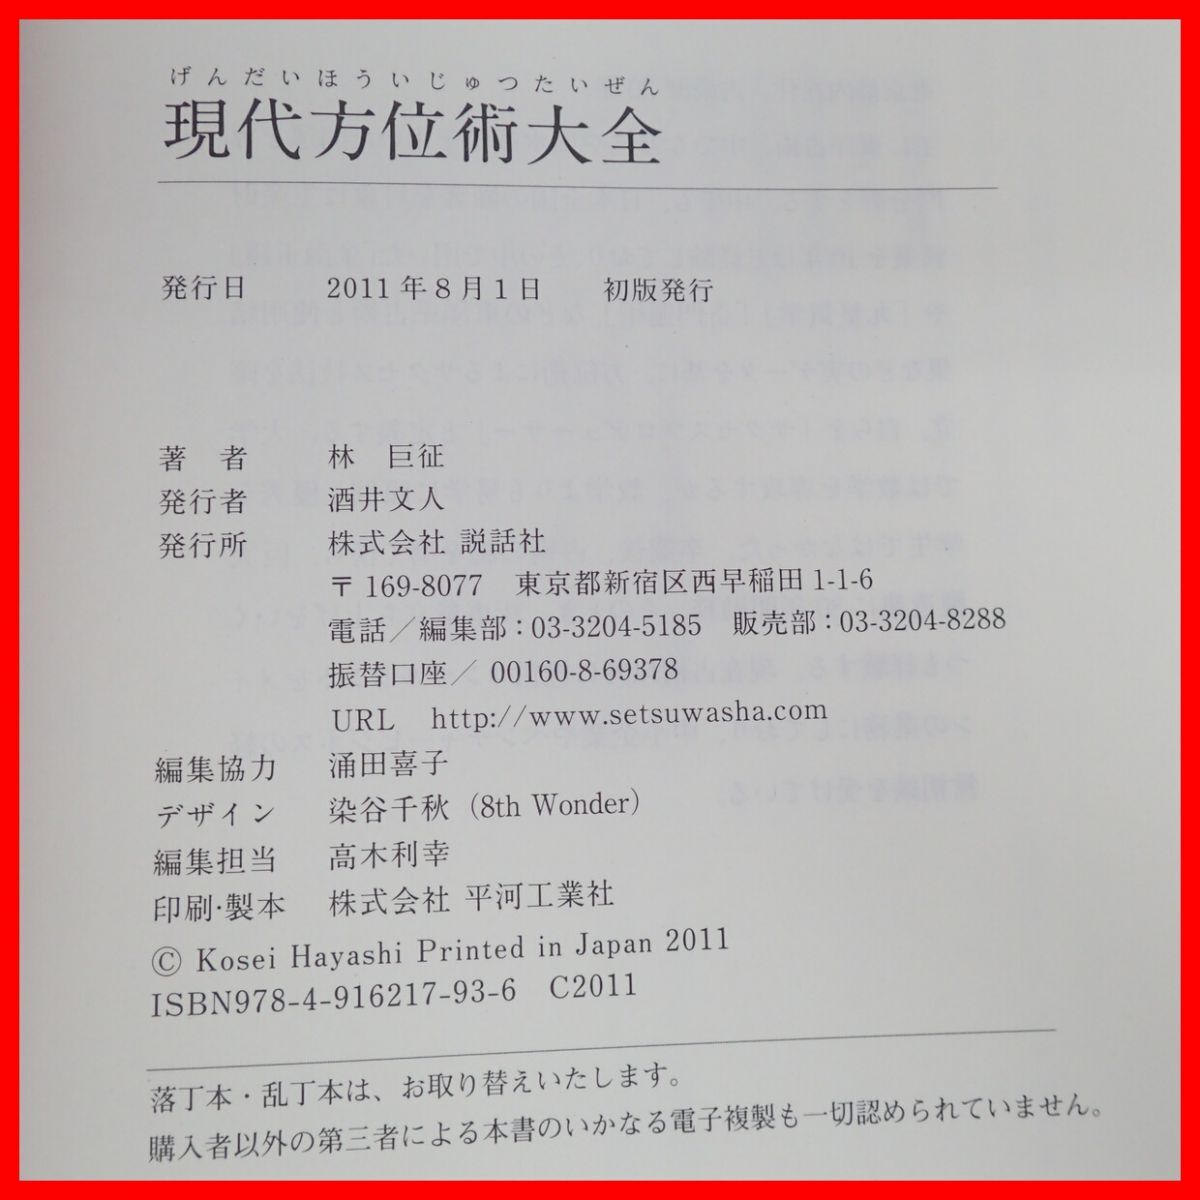 げんだいほういじゅつたいぜん
現代方位術大全
発行日 2011年8月1日 初版発行
著 者 林 巨征
発行者 酒井文人
発行所 株式会社 説話社
〒169-8077 東京都新宿区西早稲田1-1-6
電話／編集部：03-3204-5185 販売部：03-3204-8288
振替口座／00160-8-69378
URL http://www.setsuwasha.com
編集協力 涌田喜子
デザイン 染谷千秋（8th Wonder）
編集担当 高木利幸
印刷・製本 株式会社 平河工業社
© Kosei Hayashi Printed in Japan 2011
ISBN978-4-916217-93-6 C2011
落丁本・乱丁本は、お取り替えいたします。
購入者以外の第三者による本書のいかなる電子複製も一切認められていません。